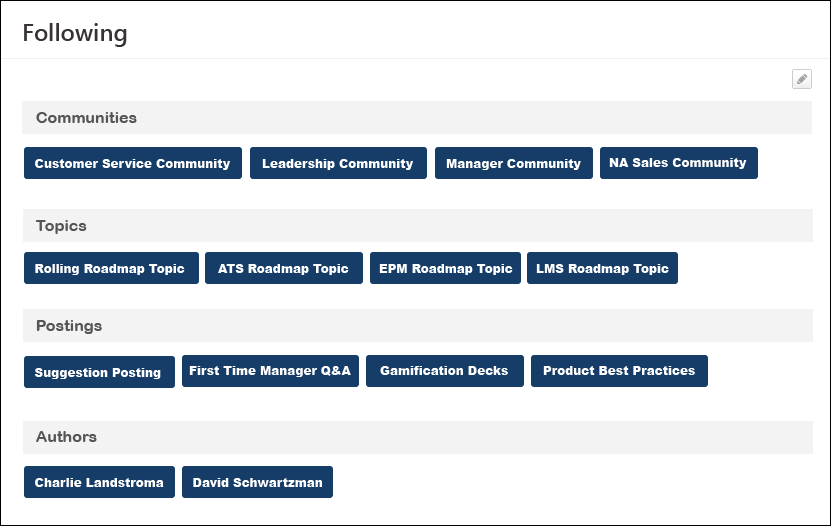 Following
Communities
Customer Service Community Leadership Community Manager Community NA Sales Community
Topics
Rolling Roadmap Topic ATS Roadmap Topic EPM Roadmap Topic LMS Roadmap Topic
Postings
Suggestion Posting First Time Manager Q&A Gamification Decks Product Best Practices
Authors
Charlie Landstroma David Schwartzman